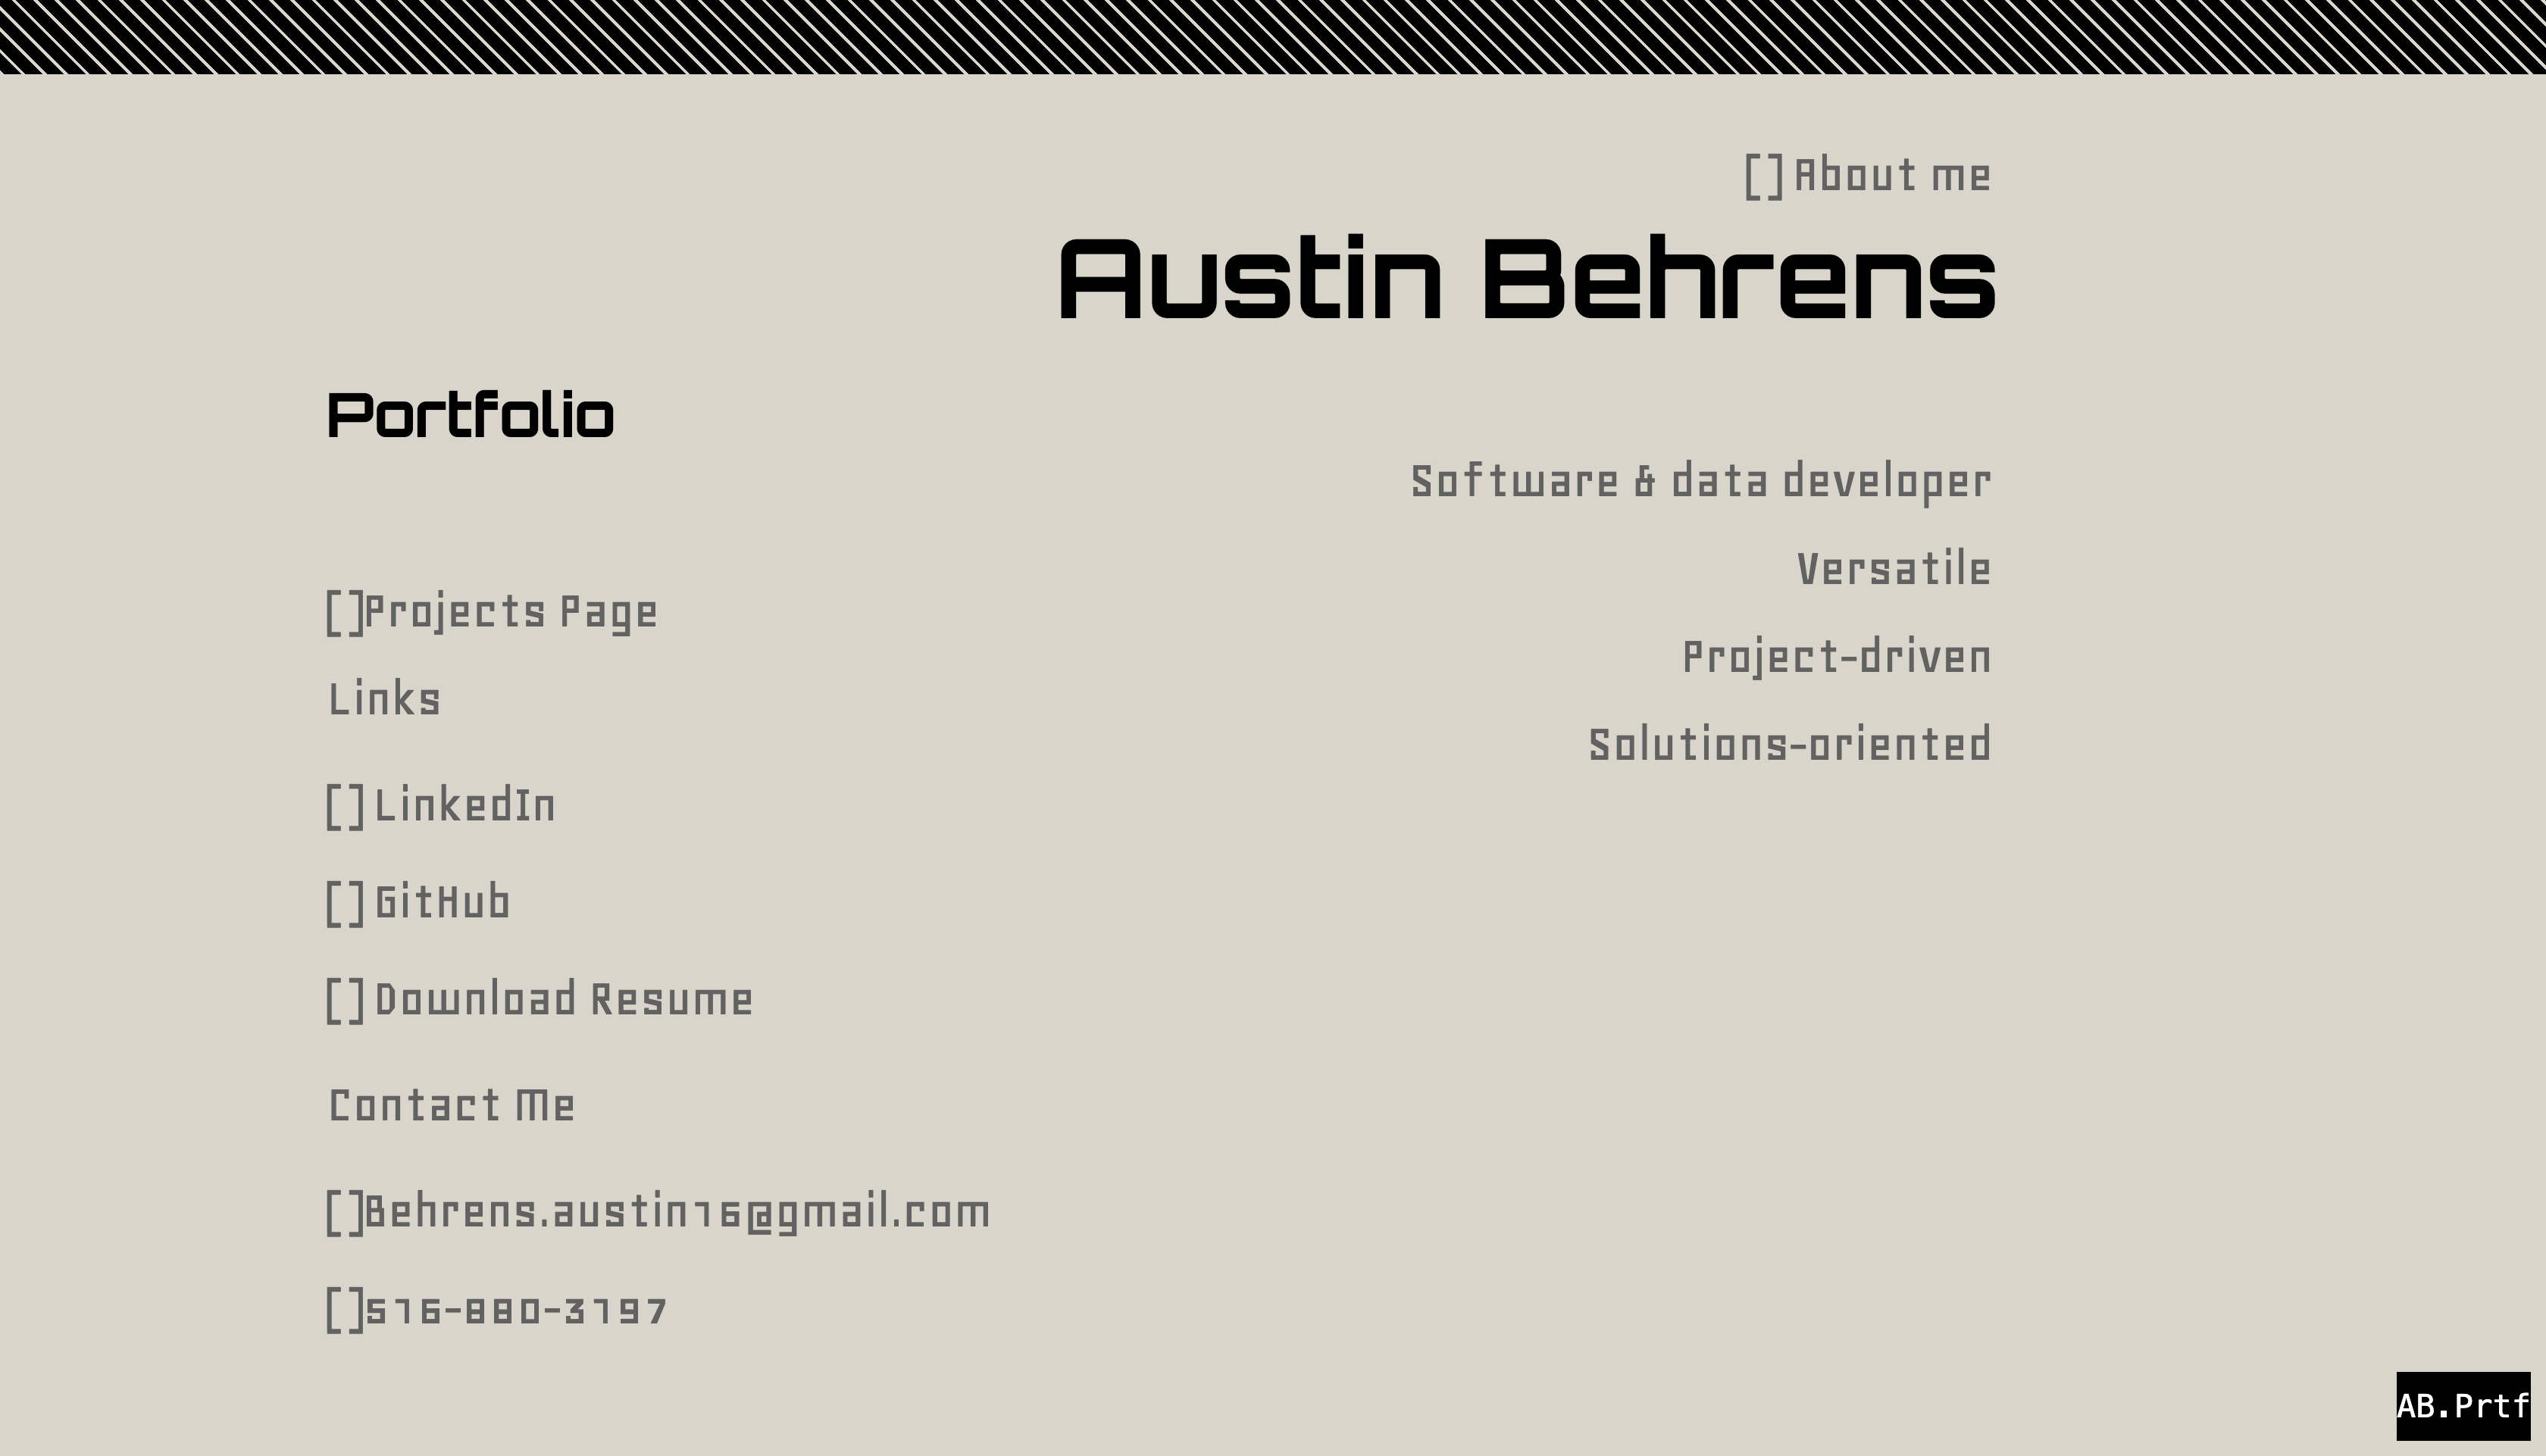 [] About me
Austin Behrens
Portfolio
Software & data developer
Versatile
Project-driven
Solutions-oriented
[]Projects Page
Links
[] LinkedIn
[] GitHub
[] Download Resume
Contact Me
[]Behrens.austin16@gmail.com
[]516-880-3197
AB.Prtf